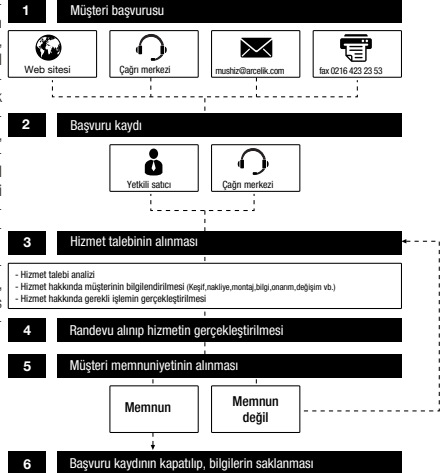 1 Müşteri başvurusu
Web sitesi
Çağrı merkezi
mushiz@arcelik.com
fax 0216 423 23 53
2 Başvuru kaydı
Yetkili satıcı
Çağrı merkezi
3 Hizmet talebinin alınması
- Hizmet talebi analizi
- Hizmet hakkında müşterinin bilgilendirilmesi (Keşif,nakliye,montaj,bilgi,onarım,değişim vb.)
- Hizmet hakkında gerekli işlemin gerçekleştirilmesi
4 Randevu alınıp hizmetin gerçekleştirilmesi
5 Müşteri memnuniyetinin alınması
Memnun
Memnun
değil
6 Başvuru kaydının kapatılıp, bilgilerin saklanması